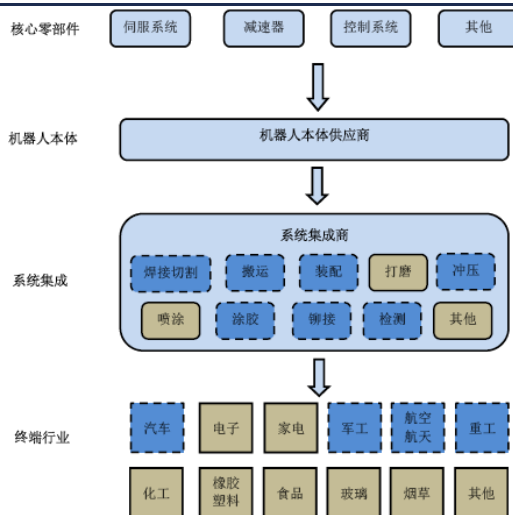 核心零部件 伺服系统 减速器 控制系统 其他
机器人本体 机器人本体供应商
系统集成商
焊接切割 搬运 装配 打磨 冲压
系统集成
喷涂 涂胶 铆接 检测 其他
终端行业 汽车 电子 家电 军工 航空 重工
航天
化工 橡胶 食品 玻璃 烟草 其他
塑料